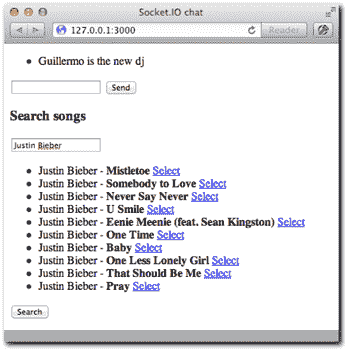 Socket.IO chat
127.0.0.1:3000
Reader
Guillermo is the new dj
Send
Search songs
Justin Bieber
Justin Bieber - Mistletoe Select
Justin Bieber - Somebody to Love Select
Justin Bieber - Never Say Never Select
Justin Bieber - U Smile Select
Justin Bieber - Eenie Meenie (feat. Sean Kingston) Select
Justin Bieber - One Time Select
Justin Bieber - Baby Select
Justin Bieber - One Less Lonely Girl Select
Justin Bieber - That Should Be Me Select
Justin Bieber - Pray Select
Search